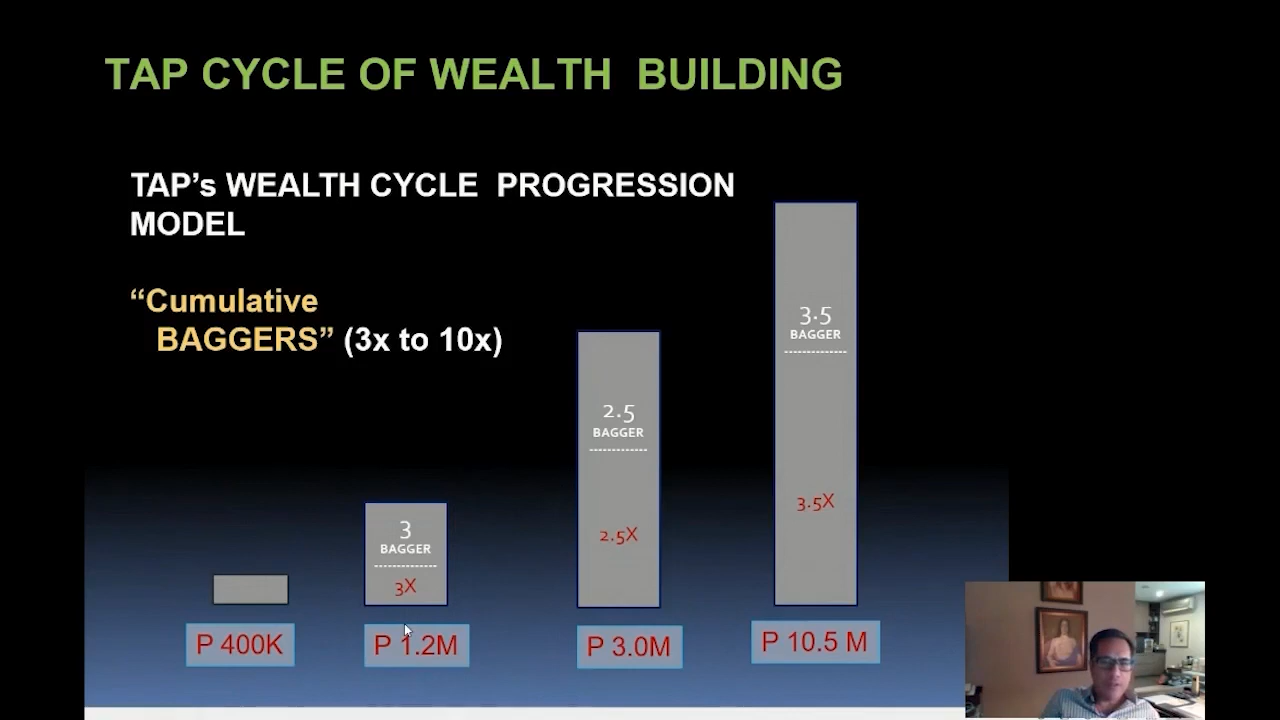 TAP CYCLE OF WEALTH BUILDING
TAP's WEALTH CYCLE PROGRESSION
MODEL
“Cumulative
BAGGERS” (3x to 10x)
3
BAGGER
3X
2.5
BAGGER
2.5X
3.5
BAGGER
3.5X
P 400K
P 1.2M
P 3.0M
P 10.5 M